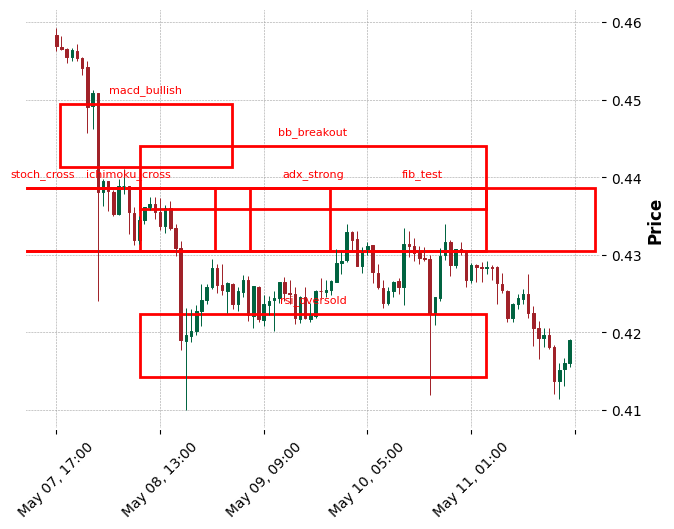 0.46
macd_bullish
0.45
bb_breakout
stoch_cross ichimoku_cross adx_strong fib_test
0.44
Price
0.43
rsi_oversold
0.42
0.41
May 07, 17:00
May 08, 13:00
May 09, 09:00
May 10, 05:00
May 11, 01:00